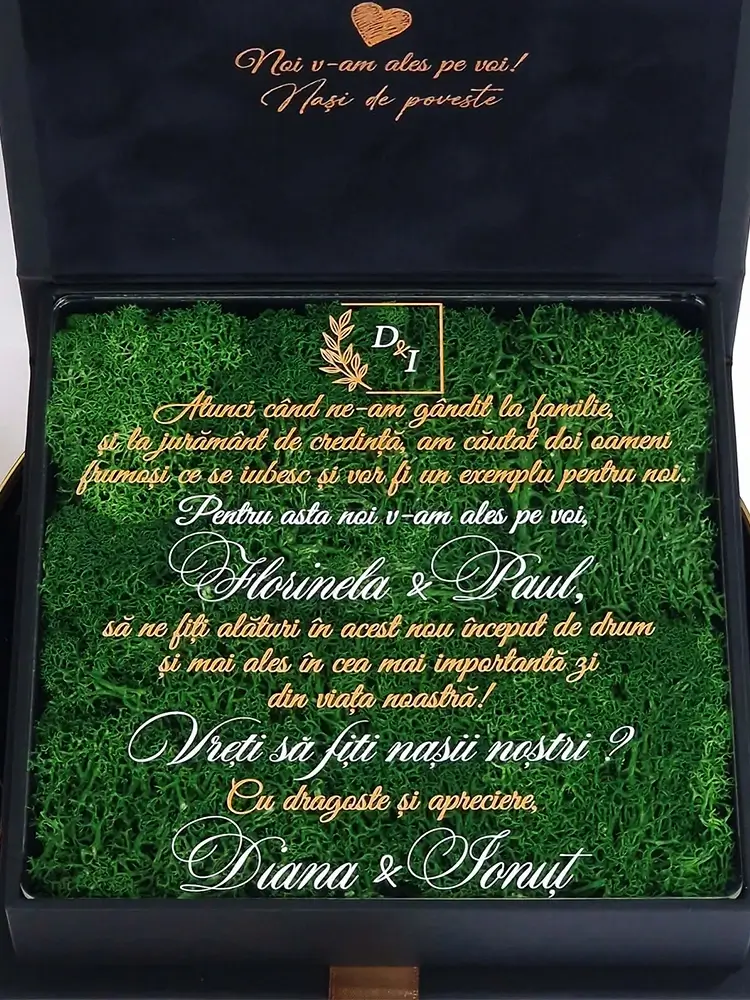 Noi v-am ales pe voi!
Nași de poveste
D&I
Atunci când ne-am gândit la familie,
și la jurământ de credință, am căutat doi oameni
frumoși ce se iubesc și vor fi un exemplu pentru noi.
Pentru asta noi v-am ales pe voi,
Florinela & Paul,
să ne fiți alături în acest nou început de drum
și mai ales în cea mai importantă zi
din viața noastră!
Vreți să fiți nașii noștri ?
Cu dragoste și apreciere,
Diana & Ionuț